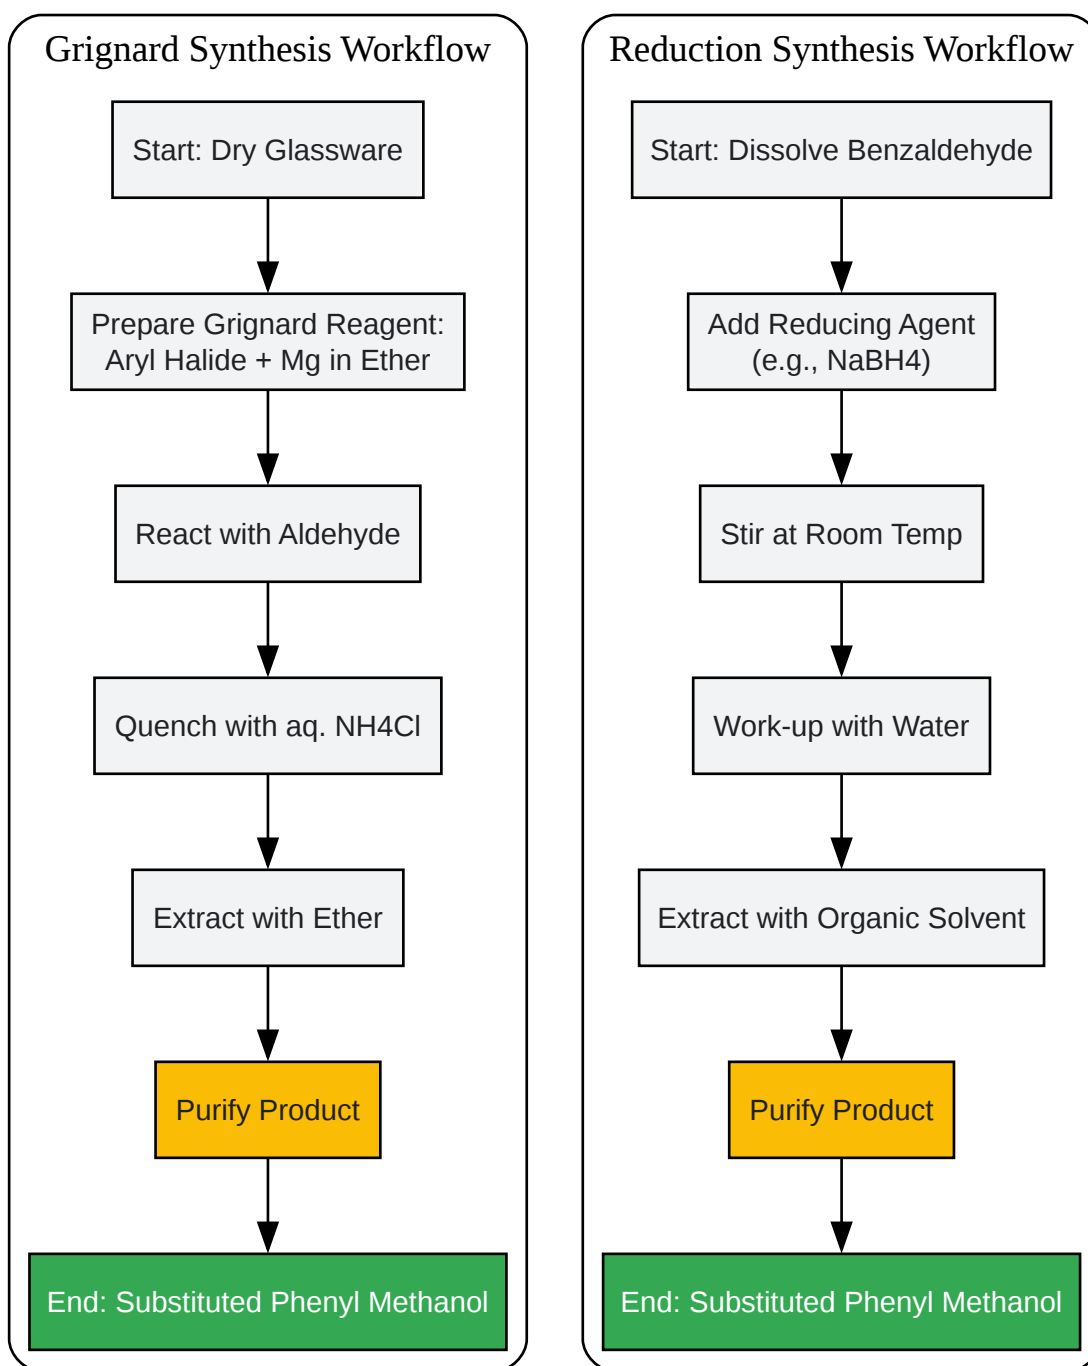 Grignard Synthesis Workflow
Start: Dry Glassware
Prepare Grignard Reagent:
Aryl Halide + Mg in Ether
React with Aldehyde
Quench with aq. NH4Cl
Extract with Ether
Purify Product
End: Substituted Phenyl Methanol
Reduction Synthesis Workflow
Start: Dissolve Benzaldehyde
Add Reducing Agent
(e.g., NaBH4)
Stir at Room Temp
Work-up with Water
Extract with Organic Solvent
Purify Product
End: Substituted Phenyl Methanol